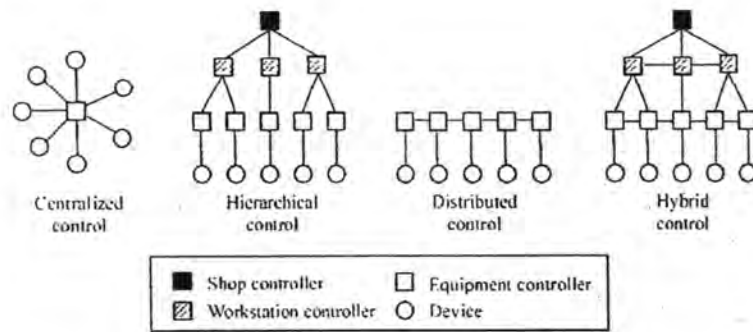 Centralized
control
Hierarchical
control
Distributed
control
Hybrid
control
Shop controller
Equipment controller
Workstation controller
Device